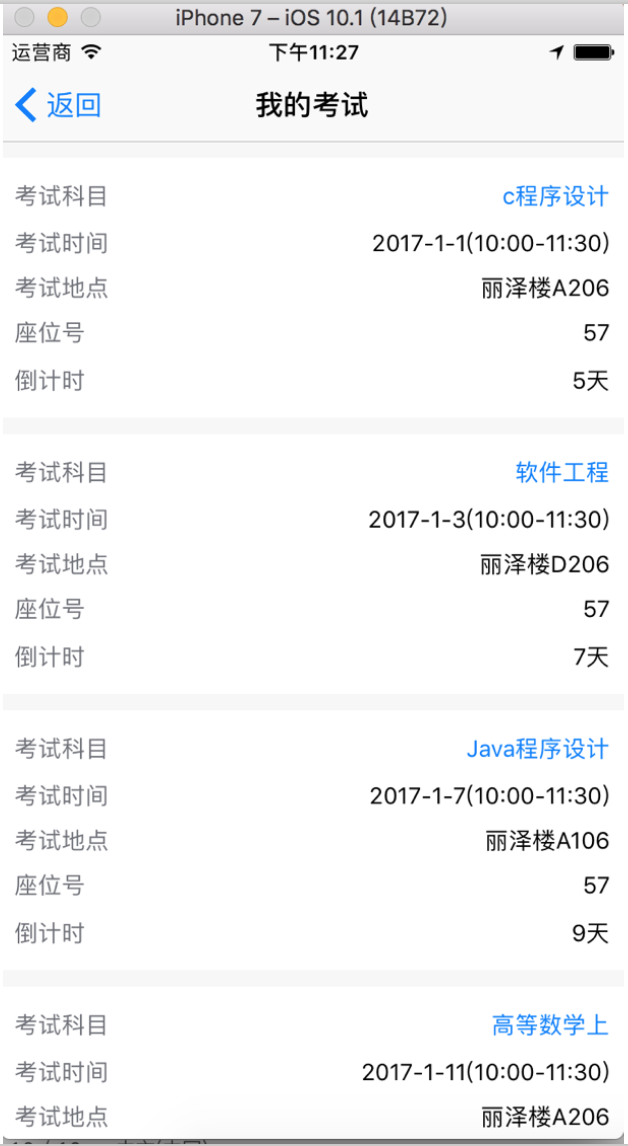 iPhone 7 – iOS 10.1 (14B72)
运营商 下午11:27
返回 我的考试
考试科目 c程序设计
考试时间 2017-1-1(10:00-11:30)
考试地点 丽泽楼A206
座位号 57
倒计时 5天
考试科目 软件工程
考试时间 2017-1-3(10:00-11:30)
考试地点 丽泽楼D206
座位号 57
倒计时 7天
考试科目 Java程序设计
考试时间 2017-1-7(10:00-11:30)
考试地点 丽泽楼A106
座位号 57
倒计时 9天
考试科目 高等数学上
考试时间 2017-1-11(10:00-11:30)
考试地点 丽泽楼A206